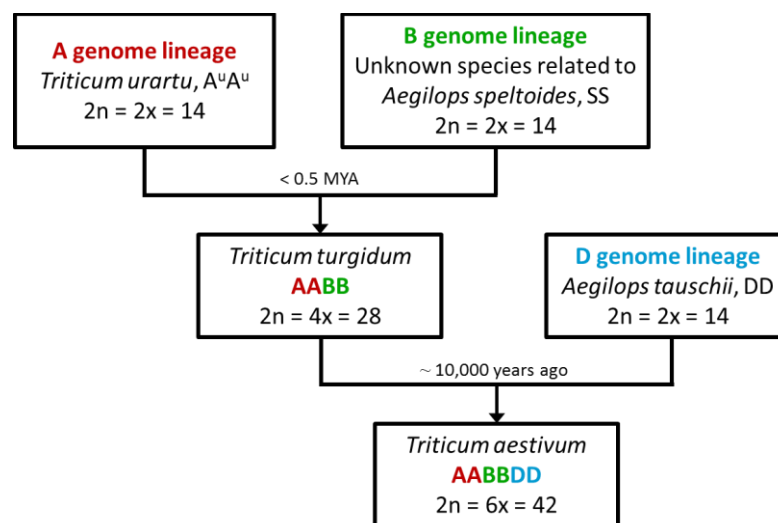 A genome lineage
Triticum urartu, AᵘAᵘ
2n = 2x = 14
B genome lineage
Unknown species related to
Aegilops speltoides, SS
2n = 2x = 14
< 0.5 MYA
Triticum turgidum
AABB
2n = 4x = 28
D genome lineage
Aegilops tauschii, DD
2n = 2x = 14
~ 10,000 years ago
Triticum aestivum
AABBDD
2n = 6x = 42